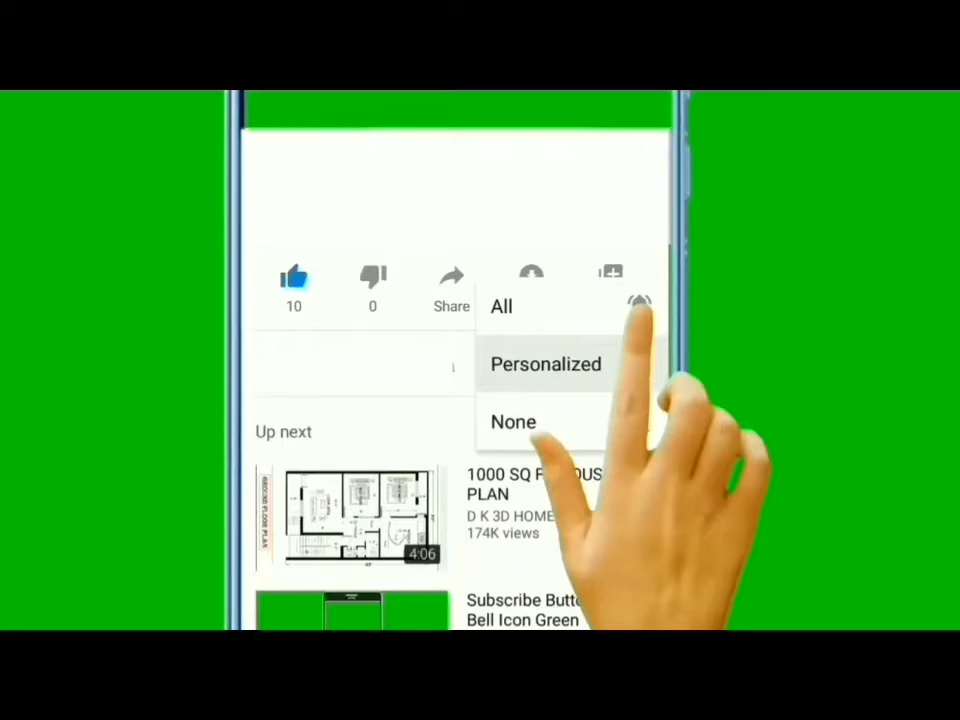 10
0
Share
All
Personalized
None
Up next
1000 SQ F
PLAN
D K 3D HOME
174K views
4:06
Subscribe
Bell Icon Green